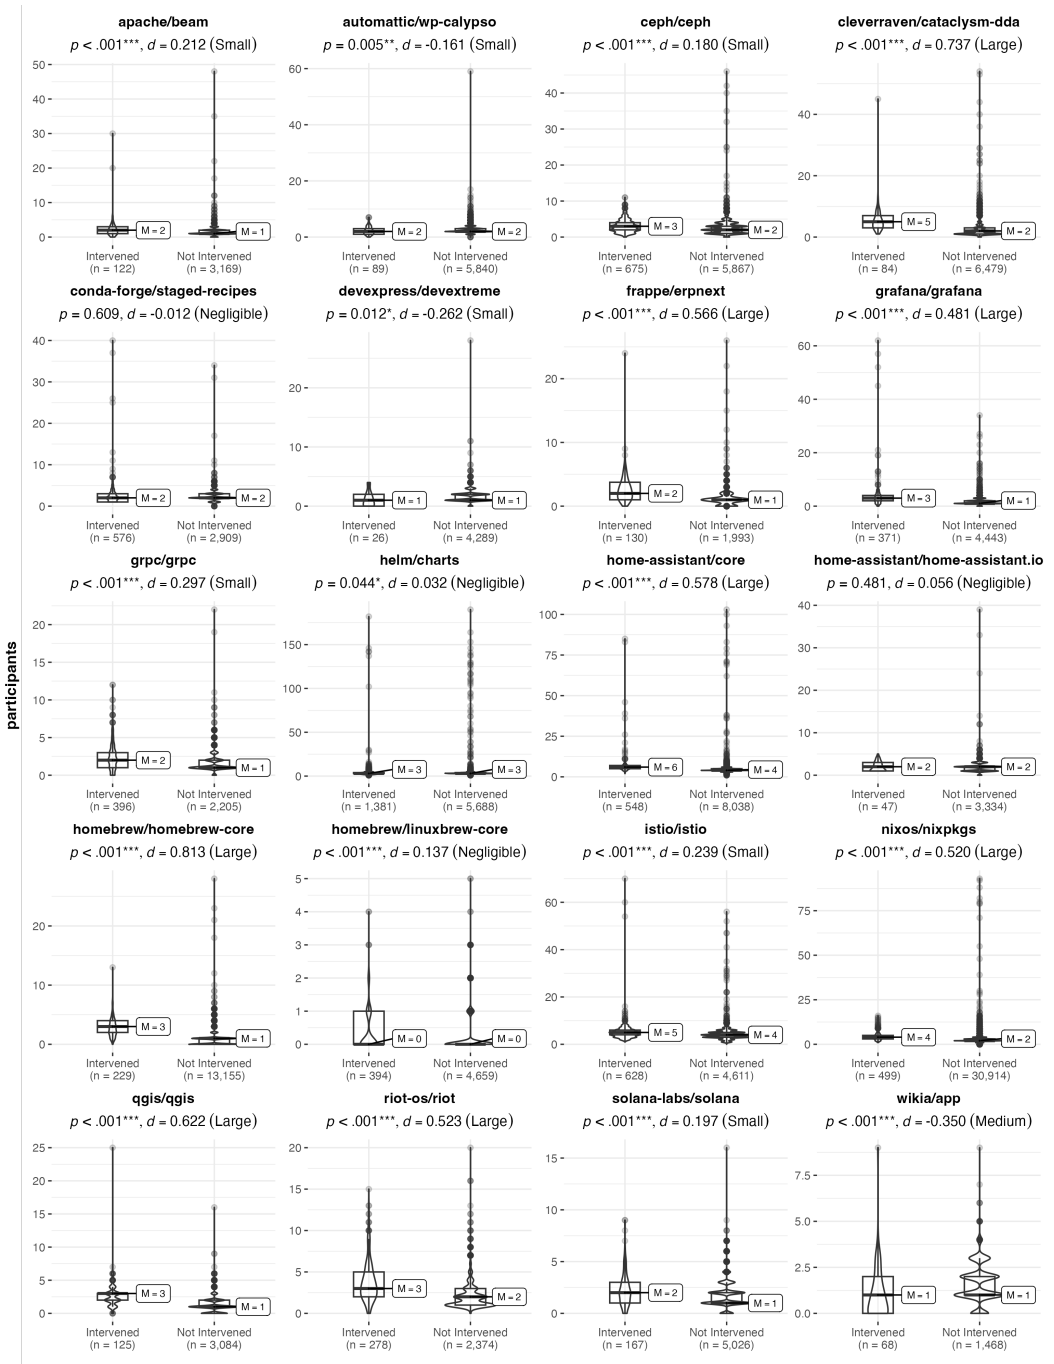 participants
apache/beam
p < .001***, d = 0.212 (Small)
50
40
30
20
10
0
M = 2
M = 1
Intervened
(n = 122)
Not Intervened
(n = 3,169)
automattic/wp-calypso
p = 0.005**, d = -0.161 (Small)
60
40
20
0
M = 2
M = 2
Intervened
(n = 89)
Not Intervened
(n = 5,840)
ceph/ceph
p < .001***, d = 0.180 (Small)
40
30
20
10
0
M = 3
M = 2
Intervened
(n = 675)
Not Intervened
(n = 5,867)
cleverraven/cataclysm-dda
p < .001***, d = 0.737 (Large)
40
20
0
M = 5
M = 2
Intervened
(n = 84)
Not Intervened
(n = 6,479)
conda-forge/staged-recipes
p = 0.609, d = -0.012 (Negligible)
40
30
20
10
0
M = 2
M = 2
Intervened
(n = 576)
Not Intervened
(n = 2,909)
devexpress/devextreme
p = 0.012*, d = -0.262 (Small)
20
10
0
M = 1
M = 1
Intervened
(n = 26)
Not Intervened
(n = 4,289)
frappe/erpnext
p < .001***, d = 0.566 (Large)
20
10
0
M = 2
M = 1
Intervened
(n = 130)
Not Intervened
(n = 1,993)
grafana/grafana
p < .001***, d = 0.481 (Large)
60
40
20
0
M = 3
M = 1
Intervened
(n = 371)
Not Intervened
(n = 4,443)
grpc/grpc
p < .001***, d = 0.297 (Small)
20
15
10
5
0
M = 2
M = 1
Intervened
(n = 396)
Not Intervened
(n = 2,205)
helm/charts
p = 0.044*, d = 0.032 (Negligible)
150
100
50
0
M = 3
M = 3
Intervened
(n = 1,381)
Not Intervened
(n = 5,688)
home-assistant/core
p < .001***, d = 0.578 (Large)
100
75
50
25
0
M = 6
M = 4
Intervened
(n = 548)
Not Intervened
(n = 8,038)
home-assistant/home-assistant.io
p = 0.481, d = 0.056 (Negligible)
40
30
20
10
0
M = 2
M = 2
Intervened
(n = 47)
Not Intervened
(n = 3,334)
homebrew/homebrew-core
p < .001***, d = 0.813 (Large)
20
10
0
M = 3
M = 1
Intervened
(n = 229)
Not Intervened
(n = 13,155)
homebrew/linuxbrew-core
p < .001***, d = 0.137 (Negligible)
5
4
3
2
1
0
M = 0
M = 0
Intervened
(n = 394)
Not Intervened
(n = 4,659)
istio/istio
p < .001***, d = 0.239 (Small)
60
40
20
0
M = 5
M = 4
Intervened
(n = 628)
Not Intervened
(n = 4,611)
nixos/nixpkgs
p < .001***, d = 0.520 (Large)
75
50
25
0
M = 4
M = 2
Intervened
(n = 499)
Not Intervened
(n = 30,914)
qgis/qgis
p < .001***, d = 0.622 (Large)
25
20
15
10
5
0
M = 3
M = 1
Intervened
(n = 125)
Not Intervened
(n = 3,084)
riot-os/riot
p < .001***, d = 0.523 (Large)
20
15
10
5
0
M = 3
M = 2
Intervened
(n = 278)
Not Intervened
(n = 2,374)
solana-labs/solana
p < .001***, d = 0.197 (Small)
15
10
5
0
M = 2
M = 1
Intervened
(n = 167)
Not Intervened
(n = 5,026)
wikia/app
p < .001***, d = -0.350 (Medium)
7.5
5.0
2.5
0.0
M = 1
M = 1
Intervened
(n = 68)
Not Intervened
(n = 1,468)